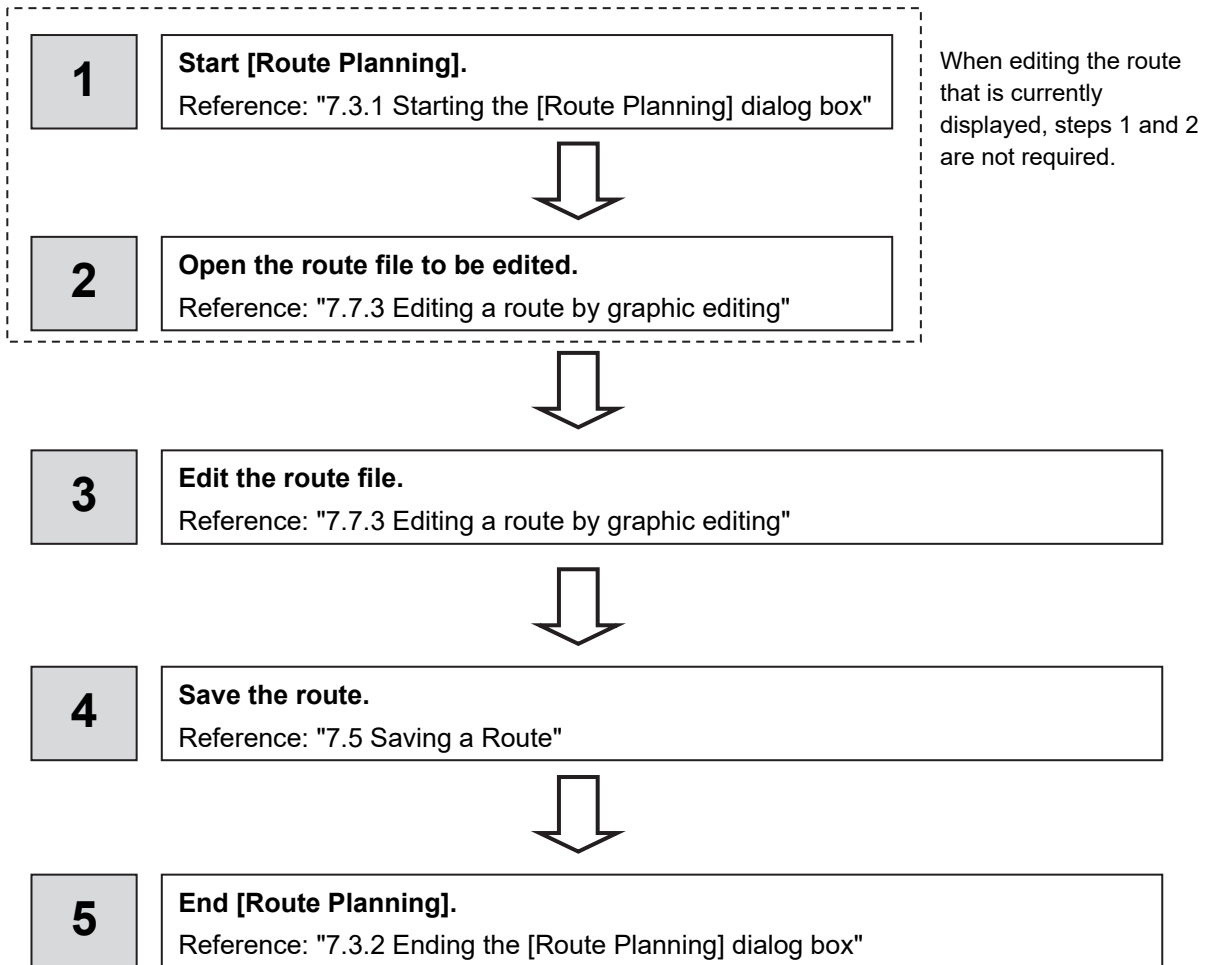 1
Start [Route Planning].
Reference: "7.3.1 Starting the [Route Planning] dialog box"
When editing the route
that is currently
displayed, steps 1 and 2
are not required.
2
Open the route file to be edited.
Reference: "7.7.3 Editing a route by graphic editing"
3
Edit the route file.
Reference: "7.7.3 Editing a route by graphic editing"
4
Save the route.
Reference: "7.5 Saving a Route"
5
End [Route Planning].
Reference: "7.3.2 Ending the [Route Planning] dialog box"